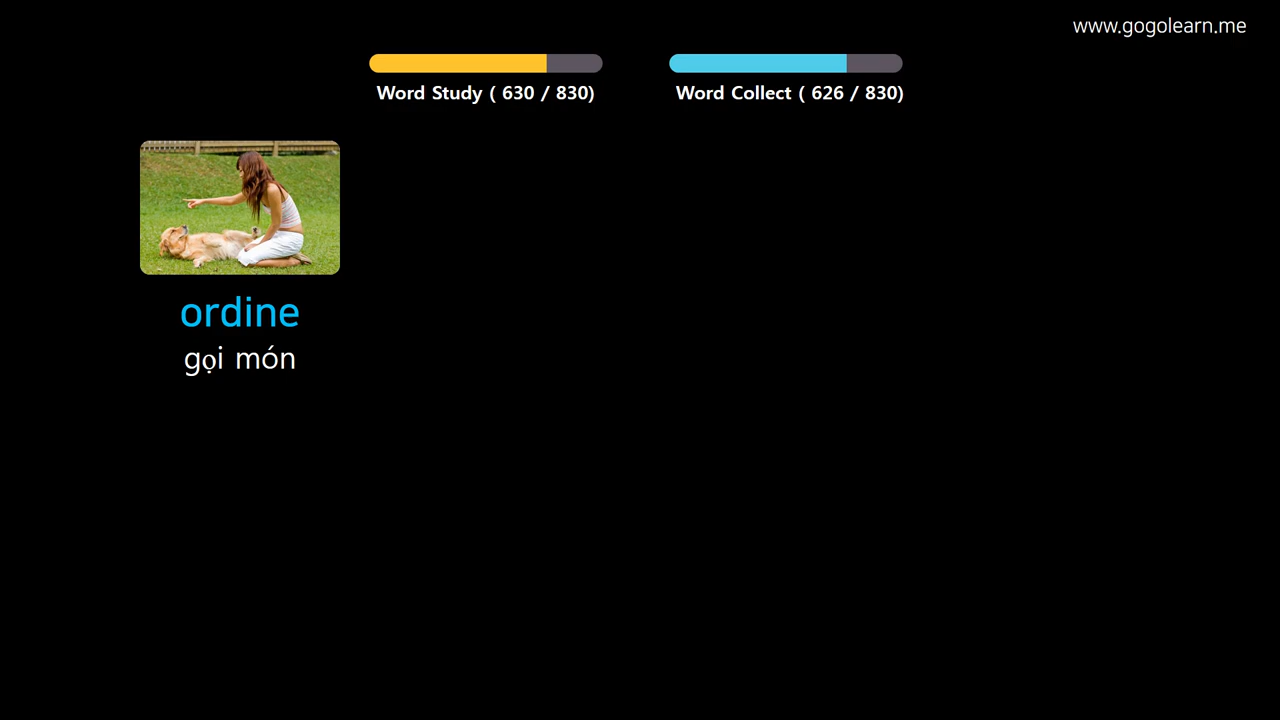 www.gogolearn.me
Word Study ( 630 / 830)
Word Collect ( 626 / 830)
ordine
gọi món